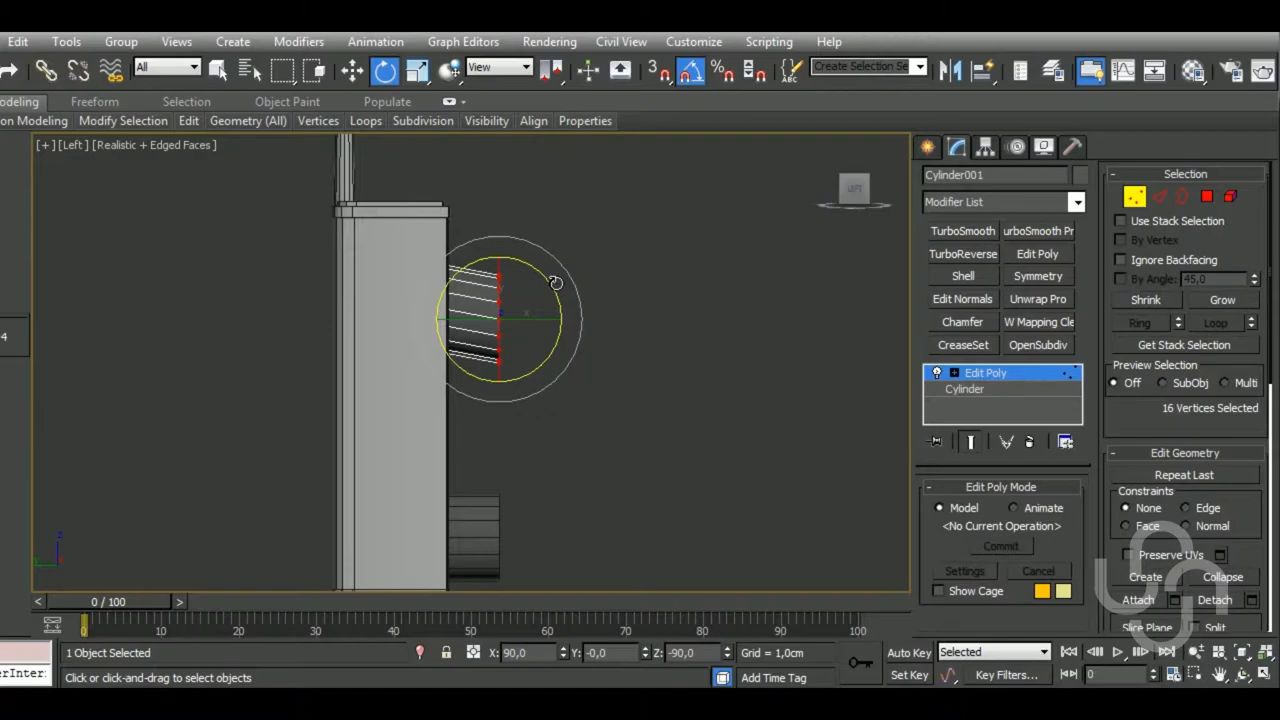 Edit Tools Group Views Create Modifiers Animation Graph Editors Rendering Civil View Customize Scripting Help
All View 3 % ABC Create Selection Se
odeling Freeform Selection Object Paint Populate
on Modeling Modify Selection Edit Geometry (All) Vertices Loops Subdivision Visibility Align Properties
[+] [Left] [Realistic + Edged Faces]
LEFT
x
z
4
Cylinder001
Modifier List
TurboSmooth urboSmooth Pr
TurboReverse Edit Poly
Shell Symmetry
Edit Normals Unwrap Pro
Chamfer W Mapping Cle
CreaseSet OpenSubdiv
Edit Poly
Cylinder
- Edit Poly Mode
Model Animate
<No Current Operation>
Commit
Settings Cancel
Show Cage
- Selection
Use Stack Selection
By Vertex
Ignore Backfacing
By Angle: 45,0
Shrink Grow
Ring Loop
Get Stack Selection
Preview Selection
Off SubObj Multi
16 Vertices Selected
- Edit Geometry
Repeat Last
Constraints
None Edge
Face Normal
Preserve UVs
Create Collapse
Attach Detach
Slice Plane Split
< 0 / 100 >
0 10 20 30 40 50 60 70 80 90 100
1 Object Selected X: 90,0 Y: -0,0 Z: -90,0 Grid = 1,0cm Auto Key Selected
erInter: Click or click-and-drag to select objects Add Time Tag Set Key Key Filters... 0